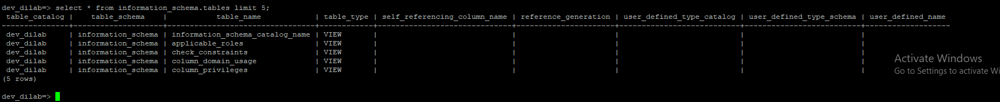 dev_dilab=> select * from information_schema.tables limit 5;
 table_catalog |    table_schema    |           table_name            | table_type | self_referencing_column_name | reference_generation | user_defined_type_catalog | user_defined_type_schema | user_defined_name
---------------+--------------------+---------------------------------+------------+------------------------------+----------------------+---------------------------+--------------------------+-------------------
 dev_dilab     | information_schema | information_schema_catalog_name | VIEW       |                              |                      |                           |                          |
 dev_dilab     | information_schema | applicable_roles                | VIEW       |                              |                      |                           |                          |
 dev_dilab     | information_schema | check_constraints               | VIEW       |                              |                      |                           |                          |
 dev_dilab     | information_schema | column_domain_usage             | VIEW       |                              |                      |                           |                          |
 dev_dilab     | information_schema | column_privileges               | VIEW       |                              |                      |                           |                          |
(5 rows)
dev_dilab=>
Activate Windows
Go to Settings to activate Wi